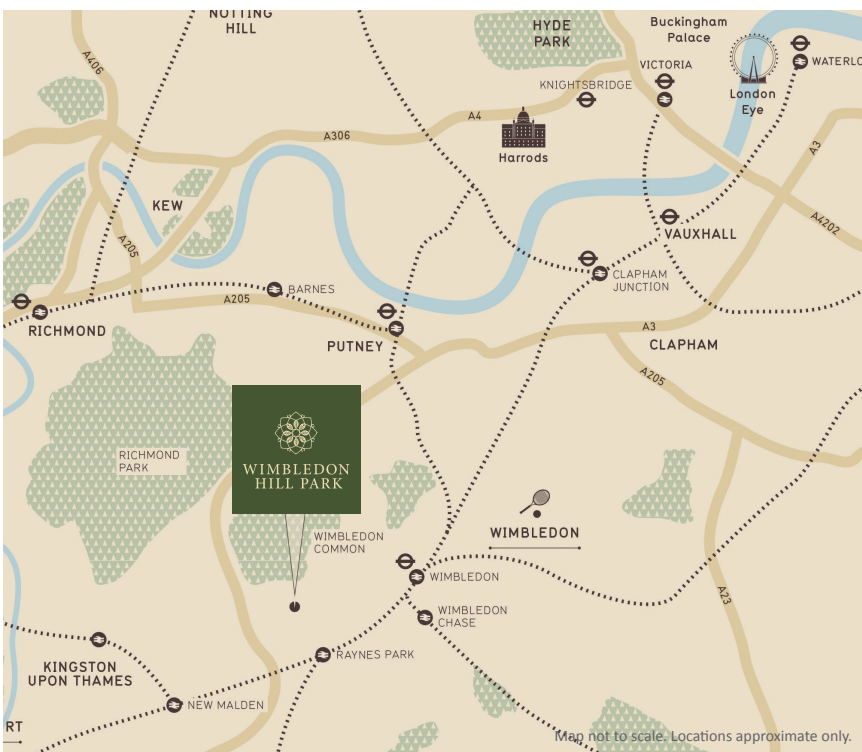 NOTTING
HILL
HYDE
PARK
Buckingham
Palace
A406
VICTORIA
WATERLO
KNIGHTSBRIDGE
London
Eye
A4
A306
Harrods
A3
KEW
A205
VAUXHALL
A4202
CLAPHAM
JUNCTION
BARNES
A205
RICHMOND
PUTNEY
A3
CLAPHAM
A205
RICHMOND
PARK
WIMBLEDON
HILL PARK
WIMBLEDON
COMMON
WIMBLEDON
WIMBLEDON
WIMBLEDON
CHASE
A23
RAYNES PARK
KINGSTON
UPON THAMES
NEW MALDEN
RT
Map not to scale. Locations approximate only.